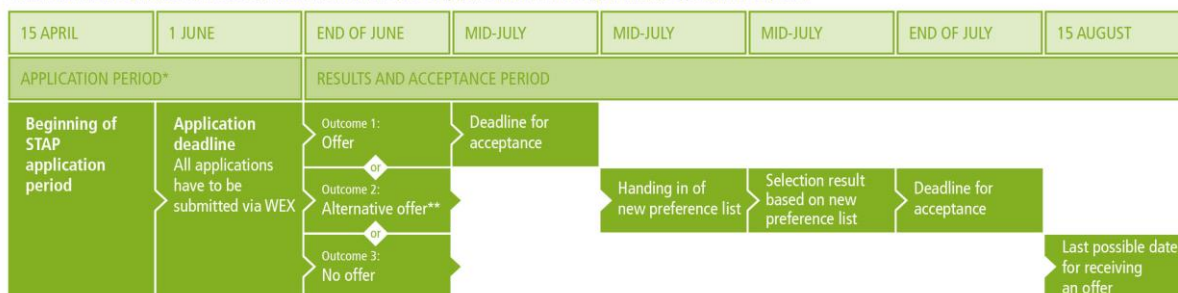 15 APRIL
1 JUNE
END OF JUNE
MID-JULY
MID-JULY
MID-JULY
END OF JULY
15 AUGUST
APPLICATION PERIOD*
RESULTS AND ACCEPTANCE PERIOD
Beginning of
STAP
application
period
Application
deadline
All applications
have to be
submitted via WEX
Outcome 1:
Offer
Deadline for
acceptance
or
Outcome 2:
Alternative offer**
Handing in of
new preference list
Selection result
based on new
preference list
Deadline for
acceptance
or
Outcome 3:
No offer
Last possible date
for receiving
an offer